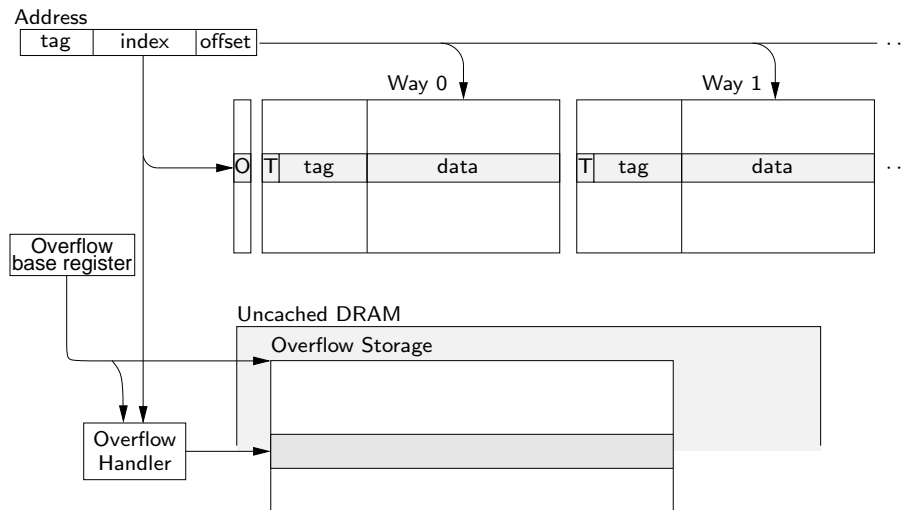 Address
tag index offset
. .
Way 0 Way 1
O T tag data T tag data . .
Overflow
base register
Uncached DRAM
Overflow Storage
Overflow
Handler